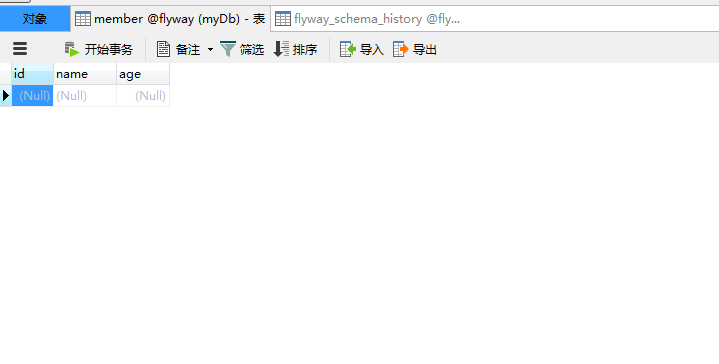 对象 member @flyway (myDb) - 表 flyway_schema_history @fly...
开始事务 备注 筛选 排序 导入 导出
id name age
(Null) (Null) (Null)